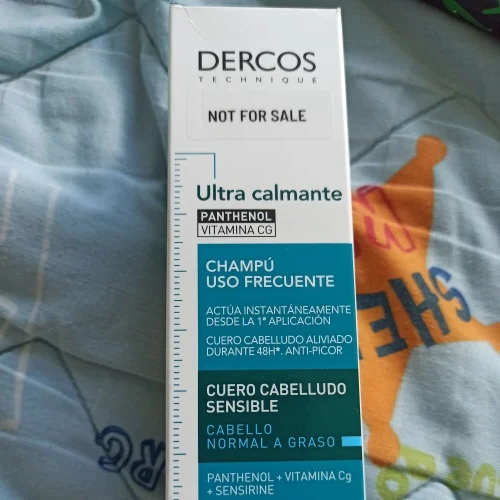 DERCOS
TECHNIQUE
NOT FOR SALE
Ultra calmante
PANTHENOL
VITAMINA CG
CHAMPÚ
USO FRECUENTE
ACTÚA INSTANTÁNEAMENTE
DESDE LA 1ª APLICACIÓN
CUERO CABELLUDO ALIVIADO
DURANTE 48H*. ANTI-PICOR
CUERO CABELLUDO
SENSIBLE
CABELLO
NORMAL A GRASO
PANTHENOL + VITAMINA Cg
+ SENSIRINE